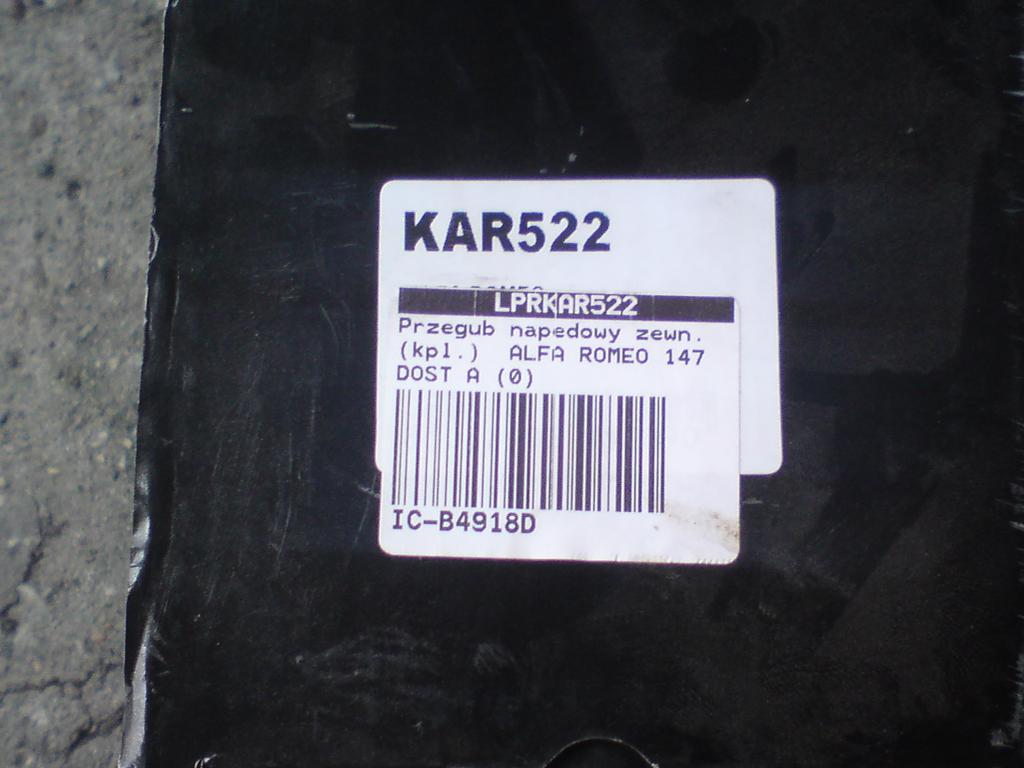 KAR522
LPRKAR522
Przegub napedowy zewn.
(kpl.) ALFA ROMEO 147
DOST A (0)
IC-B4918D